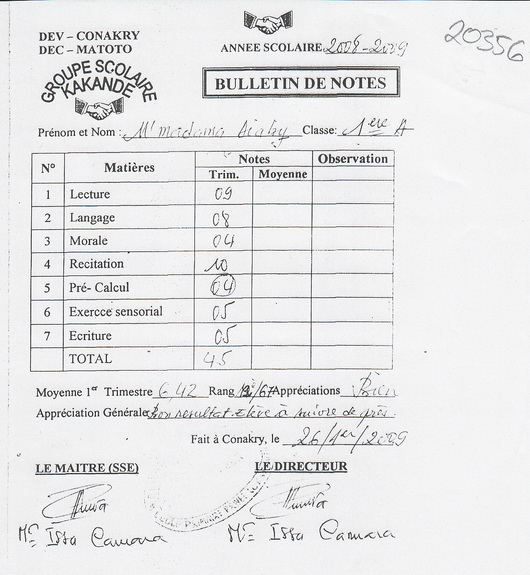 20356
DEV – CONAKRY
DEC – MATOTO
GROUPE SCOLAIRE
KAKANDE
ANNEE SCOLAIRE 2008-2009
BULLETIN DE NOTES
Prénom et Nom : M'madama Diaby Classe: 1ère A
N° Matières Notes Observation
Trim. Moyenne
1 Lecture 09
2 Langage 08
3 Morale 04
4 Recitation 10
5 Pré- Calcul 04
6 Exercce sensorial 05
7 Ecriture 05
TOTAL 45
Moyenne 1er Trimestre 6,42 Rang /67 Appréciations Bien
Appréciation Générale Bon resultat Elève à suivre de près.
Fait à Conakry, le 26/1er/2009
LE MAITRE (SSE) LE DIRECTEUR
Mr Issa Camara Mr Issa Camara